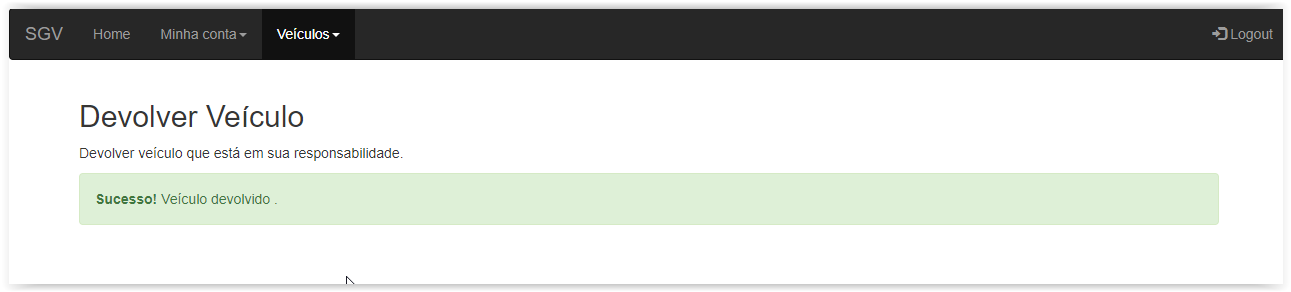 SGV Home Minha conta Veículos Logout
Devolver Veículo
Devolver veículo que está em sua responsabilidade.
Sucesso! Veículo devolvido .